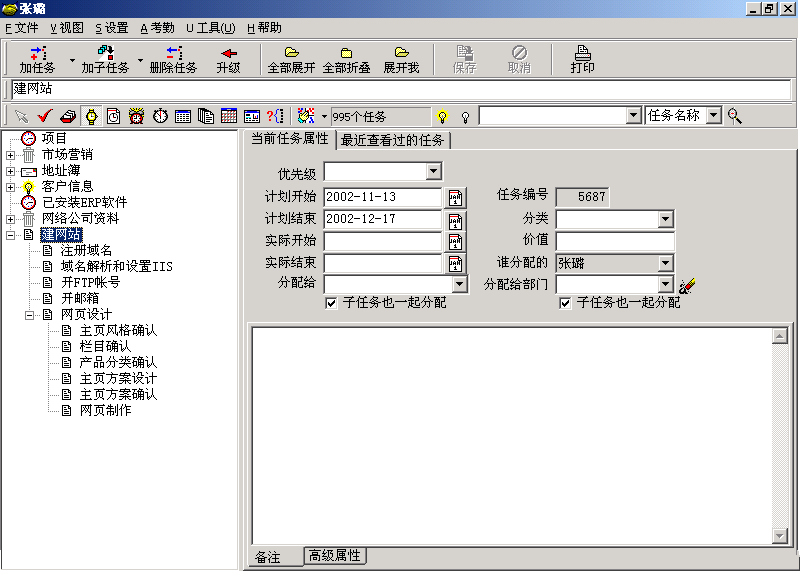 张璐
F 文件 V 视图 S 设置 A 考勤 U 工具(U) H 帮助
加任务 加子任务 删除任务 升级 全部展开 全部折叠 展开我 保存 取消 打印
建网站
995个任务 任务名称
项目
市场营销
地址簿
客户信息
已安装ERP软件
网络公司资料
建网站
注册域名
域名解析和设置IIS
开FTP帐号
开邮箱
网页设计
主页风格确认
栏目确认
产品分类确认
主页方案设计
主页方案确认
网页制作
当前任务属性 最近查看过的任务
优先级
计划开始 2002-11-13 任务编号 5687
计划结束 2002-12-17 分类
实际开始 价值
实际结束 谁分配的 张璐
分配给 分配给部门
子任务也一起分配 子任务也一起分配
备注 高级属性